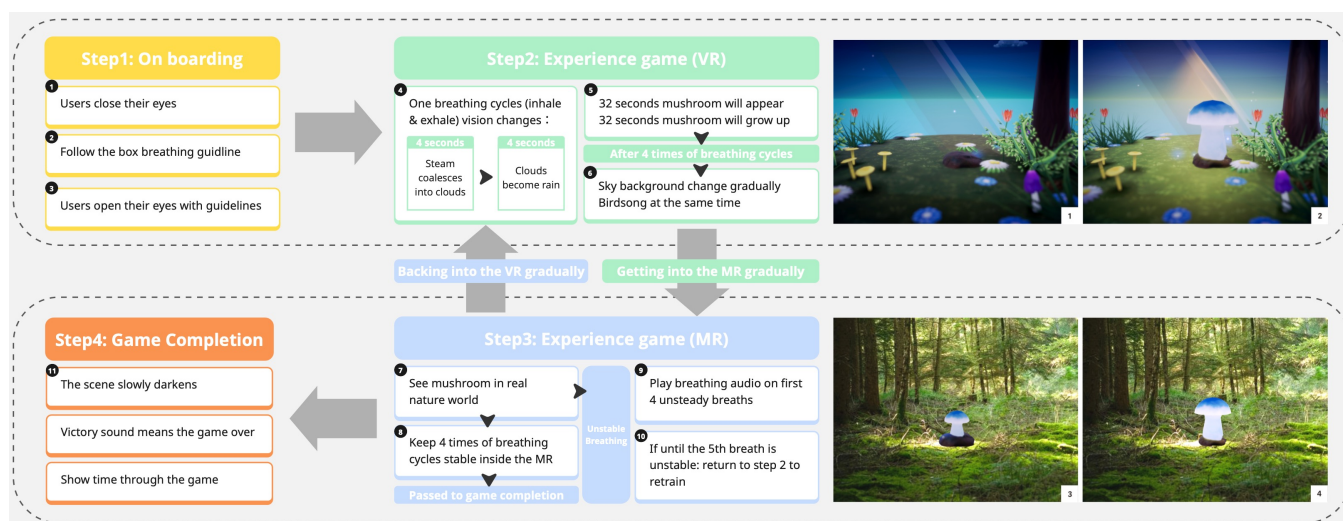 Step1: On boarding
1
Users close their eyes
2
Follow the box breathing guidline
3
Users open their eyes with guidelines
Step2: Experience game (VR)
4
One breathing cycles (inhale
& exhale) vision changes：
4 seconds
Steam
coalesces
into clouds
4 seconds
Clouds
become rain
5
32 seconds mushroom will appear
32 seconds mushroom will grow up
After 4 times of breathing cycles
6
Sky background change gradually
Birdsong at the same time
1
2
Backing into the VR gradually
Getting into the MR gradually
Step4: Game Completion
11
The scene slowly darkens
Victory sound means the game over
Show time through the game
Step3: Experience game (MR)
7
See mushroom in real
nature world
8
Keep 4 times of breathing
cycles stable inside the MR
Passed to game completion
Unstable
Breathing
9
Play breathing audio on first
4 unsteady breaths
10
If until the 5th breath is
unstable: return to step 2 to
retrain
3
4